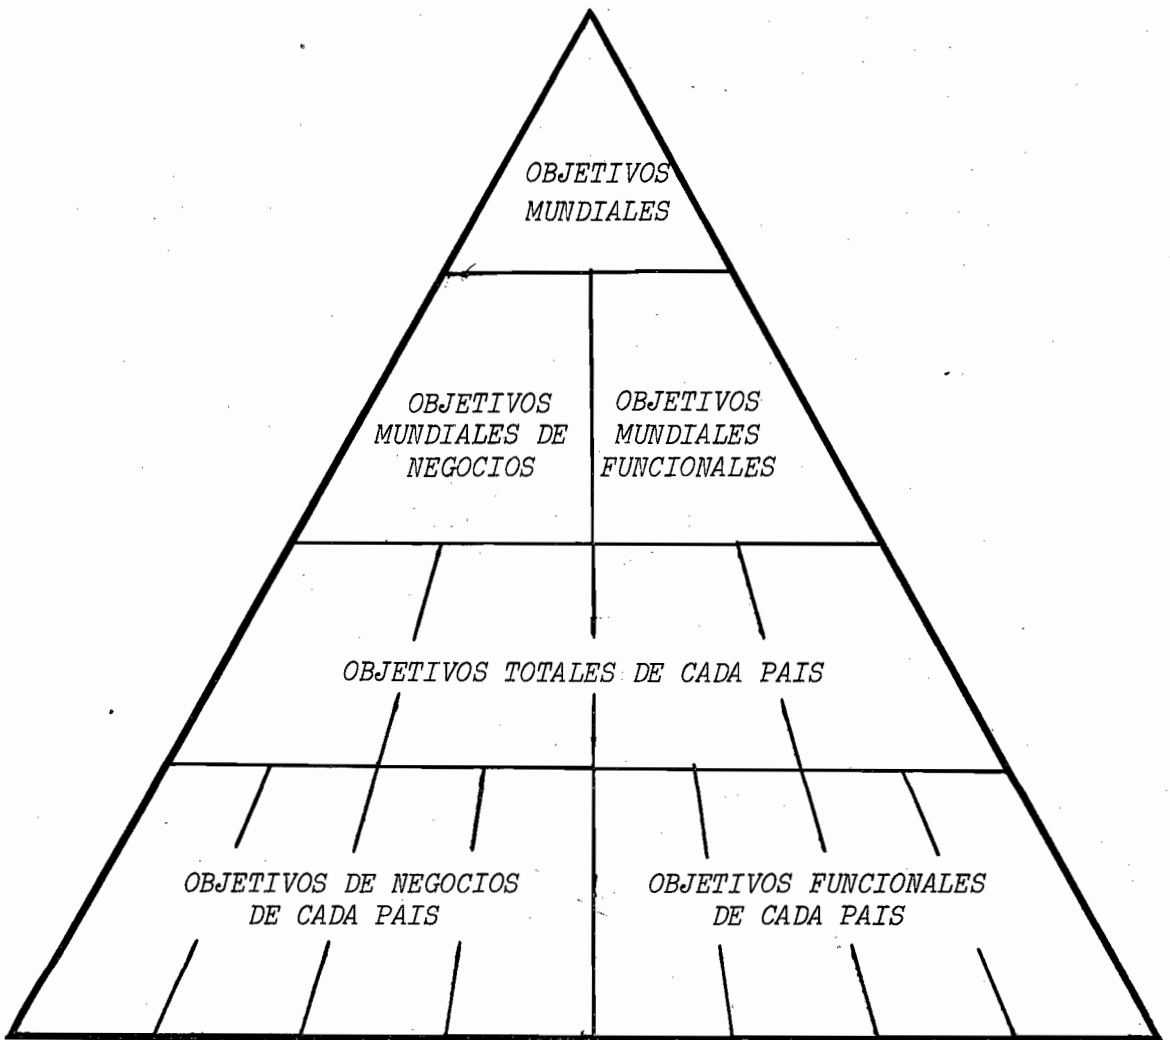 OBJETIVOS
MUNDIALES
OBJETIVOS
MUNDIALES DE
NEGOCIOS
OBJETIVOS
MUNDIALES
FUNCIONALES
OBJETIVOS TOTALES DE CADA PAIS
OBJETIVOS DE NEGOCIOS
DE CADA PAIS
OBJETIVOS FUNCIONALES
DE CADA PAIS